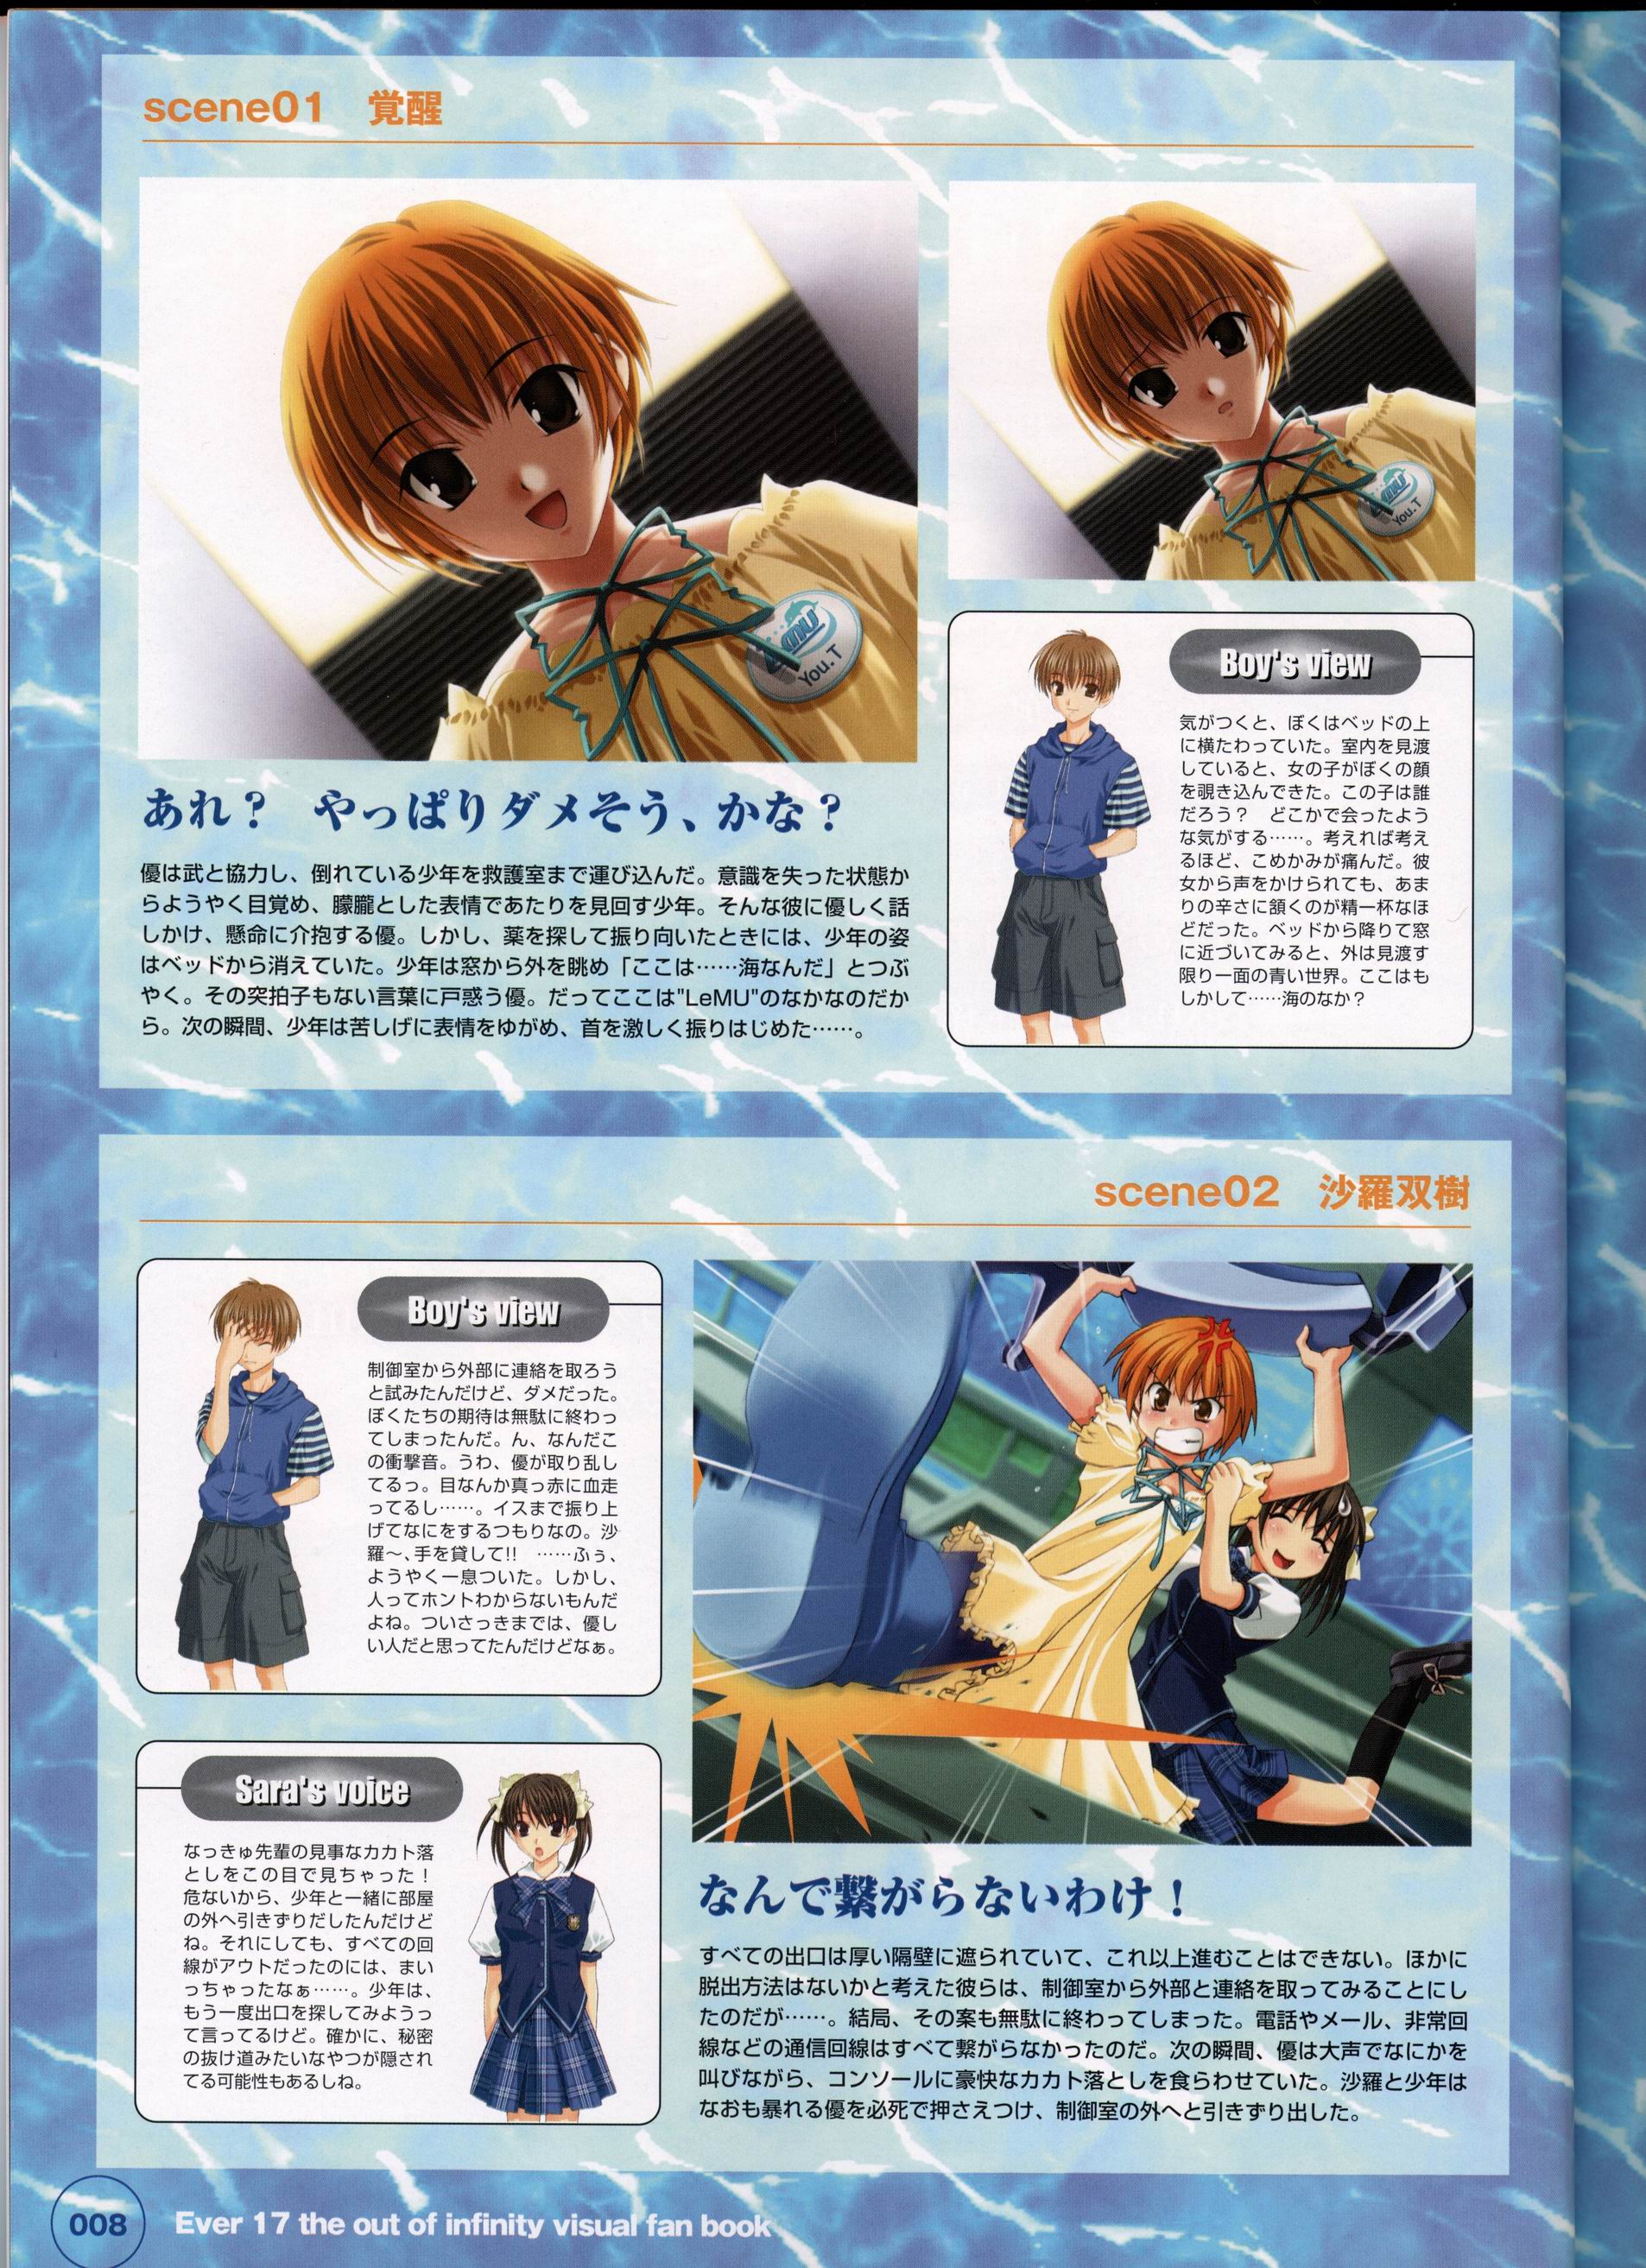 scene01 覚醒
You.T
You.T
あれ？ やっぱりダメそう、かな？
優は武と協力し、倒れている少年を救護室まで運び込んだ。意識を失った状態か
らようやく目覚め、朦朧とした表情であたりを見回す少年。そんな彼に優しく話
しかけ、懸命に介抱する優。しかし、薬を探して振り向いたときには、少年の姿
はベッドから消えていた。少年は窓から外を眺め「ここは……海なんだ」とつぶ
やく。その突拍子もない言葉に戸惑う優。だってここは"LeMU"のなかなのだか
ら。次の瞬間、少年は苦しげに表情をゆがめ、首を激しく振りはじめた……。
Boy's view
気がつくと、ぼくはベッドの上
に横たわっていた。室内を見渡
していると、女の子がぼくの顔
を覗き込んできた。この子は誰
だろう？ どこかで会ったよう
な気がする……。考えれば考え
るほど、こめかみが痛んだ。彼
女から声をかけられても、あま
りの辛さに頷くのが精一杯なほ
どだった。ベッドから降りて窓
に近づいてみると、外は見渡す
限り一面の青い世界。ここはも
しかして……海のなか？
scene02 沙羅双樹
Boy's view
制御室から外部に連絡を取ろう
と試みたんだけど、ダメだった。
ぼくたちの期待は無駄に終わっ
てしまったんだ。ん、なんだこ
の衝撃音。うわ、優が取り乱し
てるっ。目なんか真っ赤に血走
ってるし……。イスまで振り上
げてなにをするつもりなの。沙
羅〜、手を貸して!! ……ふぅ、
ようやく一息ついた。しかし、
人ってホントわからないもんだ
よね。ついさっきまでは、優し
い人だと思ってたんだけどなぁ。
Sara's voice
なっきゅ先輩の見事なカカト落
としをこの目で見ちゃった！
危ないから、少年と一緒に部屋
の外へ引きずりだしたんだけど
ね。それにしても、すべての回
線がアウトだったのには、まい
っちゃったなぁ……。少年は、
もう一度出口を探してみようっ
て言ってるけど。確かに、秘密
の抜け道みたいなやつが隠され
てる可能性もあるしね。
なんで繋がらないわけ！
すべての出口は厚い隔壁に遮られていて、これ以上進むことはできない。ほかに
脱出方法はないかと考えた彼らは、制御室から外部と連絡を取ってみることにし
たのだが……。結局、その案も無駄に終わってしまった。電話やメール、非常回
線などの通信回線はすべて繋がらなかったのだ。次の瞬間、優は大声でなにかを
叫びながら、コンソールに豪快なカカト落としを食らわせていた。沙羅と少年は
なおも暴れる優を必死で押さえつけ、制御室の外へと引きずり出した。
008
Ever 17 the out of infinity visual fan book